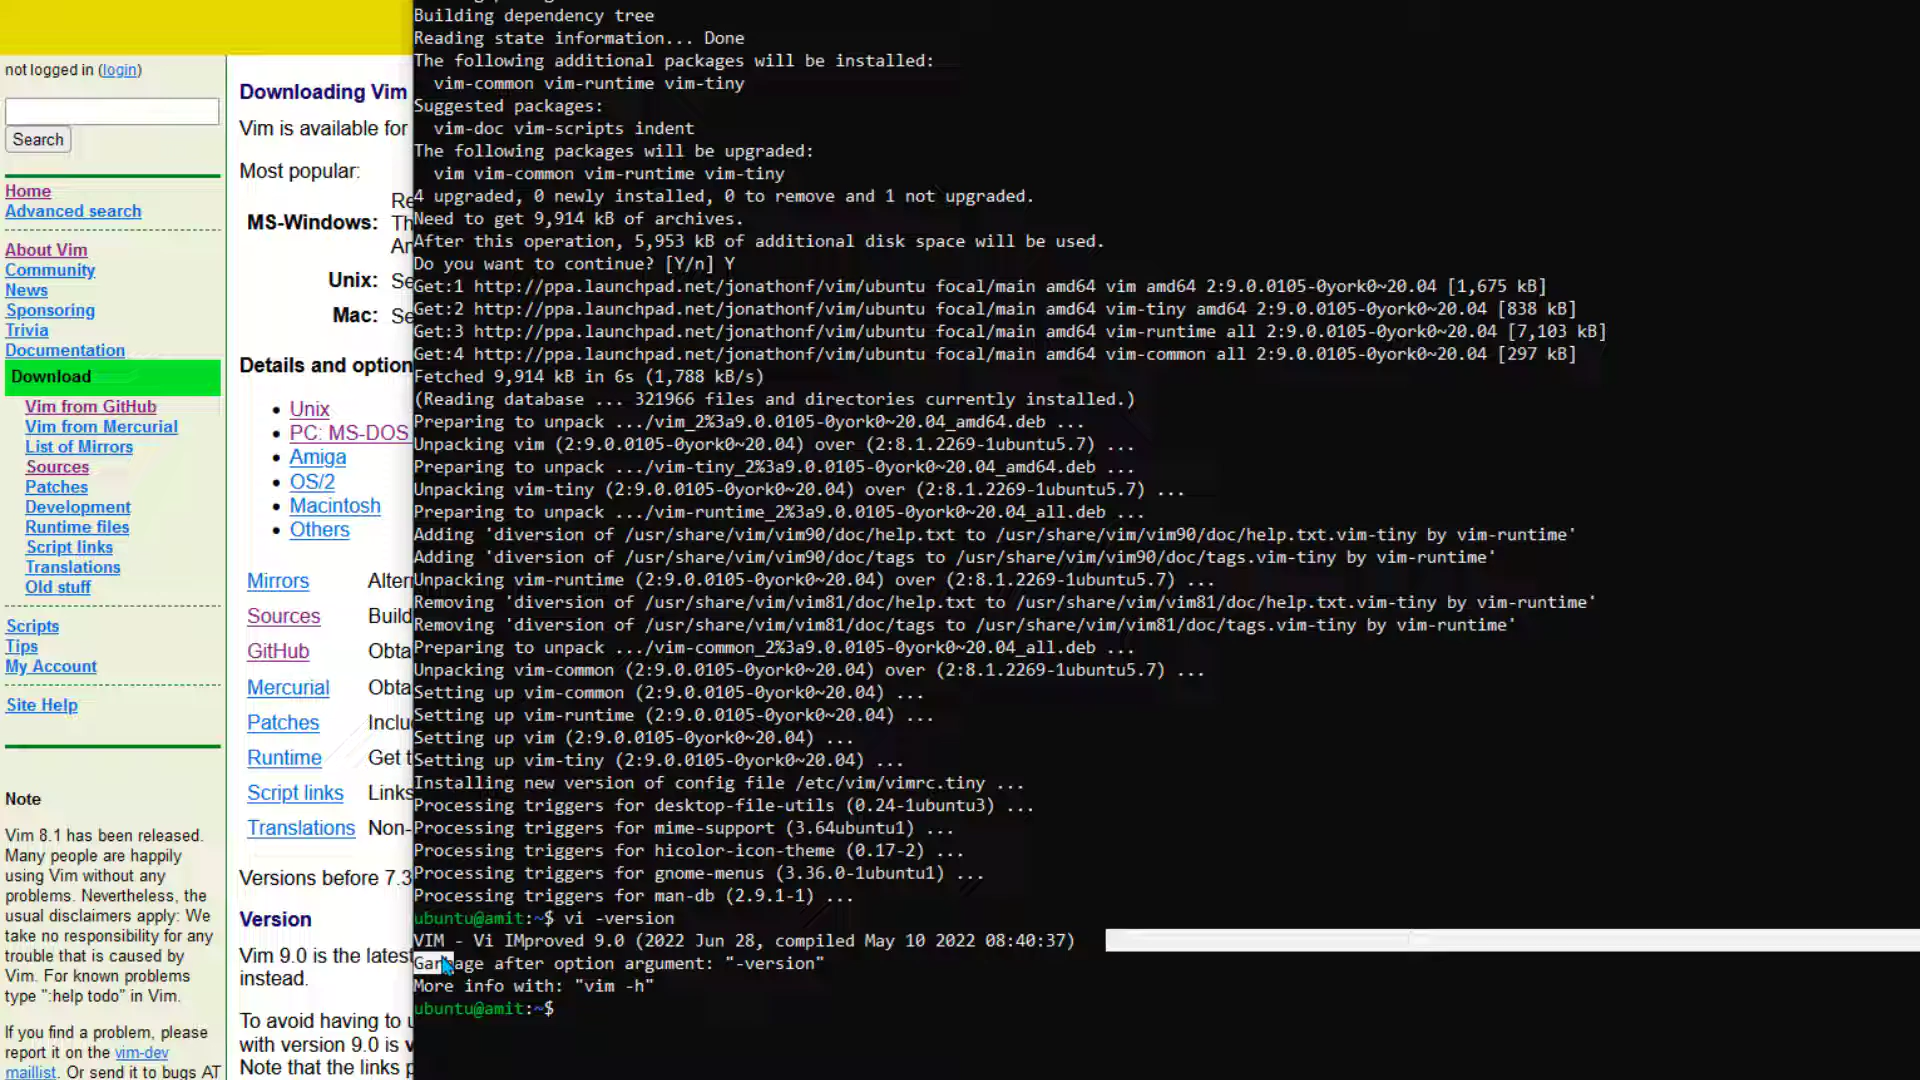 not logged in (login)
Search
Home
Advanced search
About Vim
Community
News
Sponsoring
Trivia
Documentation
Download
Vim from GitHub
Vim from Mercurial
List of Mirrors
Sources
Patches
Development
Runtime files
Script links
Translations
Old stuff
Scripts
Tips
My Account
Site Help
Note
Vim 8.1 has been released.
Many people are happily
using Vim without any
problems. Nevertheless, the
usual disclaimers apply: We
take no responsibility for any
trouble that is caused by
Vim. For known problems
type ":help todo" in Vim.
If you find a problem, please
report it on the vim-dev
maillist. Or send it to bugs AT
Downloading Vim
Vim is available for
Most popular:
Re
MS-Windows: Th
Ar
Unix: Se
Mac: Se
Details and option
Unix
PC: MS-DOS
Amiga
OS/2
Macintosh
Others
Mirrors Alter
Sources Build
GitHub Obta
Mercurial Obta
Patches Inclu
Runtime Get t
Script links Links
Translations Non-
Versions before 7.3
Version
Vim 9.0 is the latest
instead.
To avoid having to u
with version 9.0 is v
Note that the links p
Building dependency tree
Reading state information... Done
The following additional packages will be installed:
vim-common vim-runtime vim-tiny
Suggested packages:
vim-doc vim-scripts indent
The following packages will be upgraded:
vim vim-common vim-runtime vim-tiny
4 upgraded, 0 newly installed, 0 to remove and 1 not upgraded.
Need to get 9,914 kB of archives.
After this operation, 5,953 kB of additional disk space will be used.
Do you want to continue? [Y/n] Y
Get:1 http://ppa.launchpad.net/jonathonf/vim/ubuntu focal/main amd64 vim amd64 2:9.0.0105-0york0~20.04 [1,675 kB]
Get:2 http://ppa.launchpad.net/jonathonf/vim/ubuntu focal/main amd64 vim-tiny amd64 2:9.0.0105-0york0~20.04 [838 kB]
Get:3 http://ppa.launchpad.net/jonathonf/vim/ubuntu focal/main amd64 vim-runtime all 2:9.0.0105-0york0~20.04 [7,103 kB]
Get:4 http://ppa.launchpad.net/jonathonf/vim/ubuntu focal/main amd64 vim-common all 2:9.0.0105-0york0~20.04 [297 kB]
Fetched 9,914 kB in 6s (1,788 kB/s)
(Reading database ... 321966 files and directories currently installed.)
Preparing to unpack .../vim_2%3a9.0.0105-0york0~20.04_amd64.deb ...
Unpacking vim (2:9.0.0105-0york0~20.04) over (2:8.1.2269-1ubuntu5.7) ...
Preparing to unpack .../vim-tiny_2%3a9.0.0105-0york0~20.04_amd64.deb ...
Unpacking vim-tiny (2:9.0.0105-0york0~20.04) over (2:8.1.2269-1ubuntu5.7) ...
Preparing to unpack .../vim-runtime_2%3a9.0.0105-0york0~20.04_all.deb ...
Adding 'diversion of /usr/share/vim/vim90/doc/help.txt to /usr/share/vim/vim90/doc/help.txt.vim-tiny by vim-runtime'
Adding 'diversion of /usr/share/vim/vim90/doc/tags to /usr/share/vim/vim90/doc/tags.vim-tiny by vim-runtime'
Unpacking vim-runtime (2:9.0.0105-0york0~20.04) over (2:8.1.2269-1ubuntu5.7) ...
Removing 'diversion of /usr/share/vim/vim81/doc/help.txt to /usr/share/vim/vim81/doc/help.txt.vim-tiny by vim-runtime'
Removing 'diversion of /usr/share/vim/vim81/doc/tags to /usr/share/vim/vim81/doc/tags.vim-tiny by vim-runtime'
Preparing to unpack .../vim-common_2%3a9.0.0105-0york0~20.04_all.deb ...
Unpacking vim-common (2:9.0.0105-0york0~20.04) over (2:8.1.2269-1ubuntu5.7) ...
Setting up vim-common (2:9.0.0105-0york0~20.04) ...
Setting up vim-runtime (2:9.0.0105-0york0~20.04) ...
Setting up vim (2:9.0.0105-0york0~20.04) ...
Setting up vim-tiny (2:9.0.0105-0york0~20.04) ...
Installing new version of config file /etc/vim/vimrc.tiny ...
Processing triggers for desktop-file-utils (0.24-1ubuntu3) ...
Processing triggers for mime-support (3.64ubuntu1) ...
Processing triggers for hicolor-icon-theme (0.17-2) ...
Processing triggers for gnome-menus (3.36.0-1ubuntu1) ...
Processing triggers for man-db (2.9.1-1) ...
ubuntu@amit:~$ vi -version
VIM - Vi IMproved 9.0 (2022 Jun 28, compiled May 10 2022 08:40:37)
Garbage after option argument: "-version"
More info with: "vim -h"
ubuntu@amit:~$